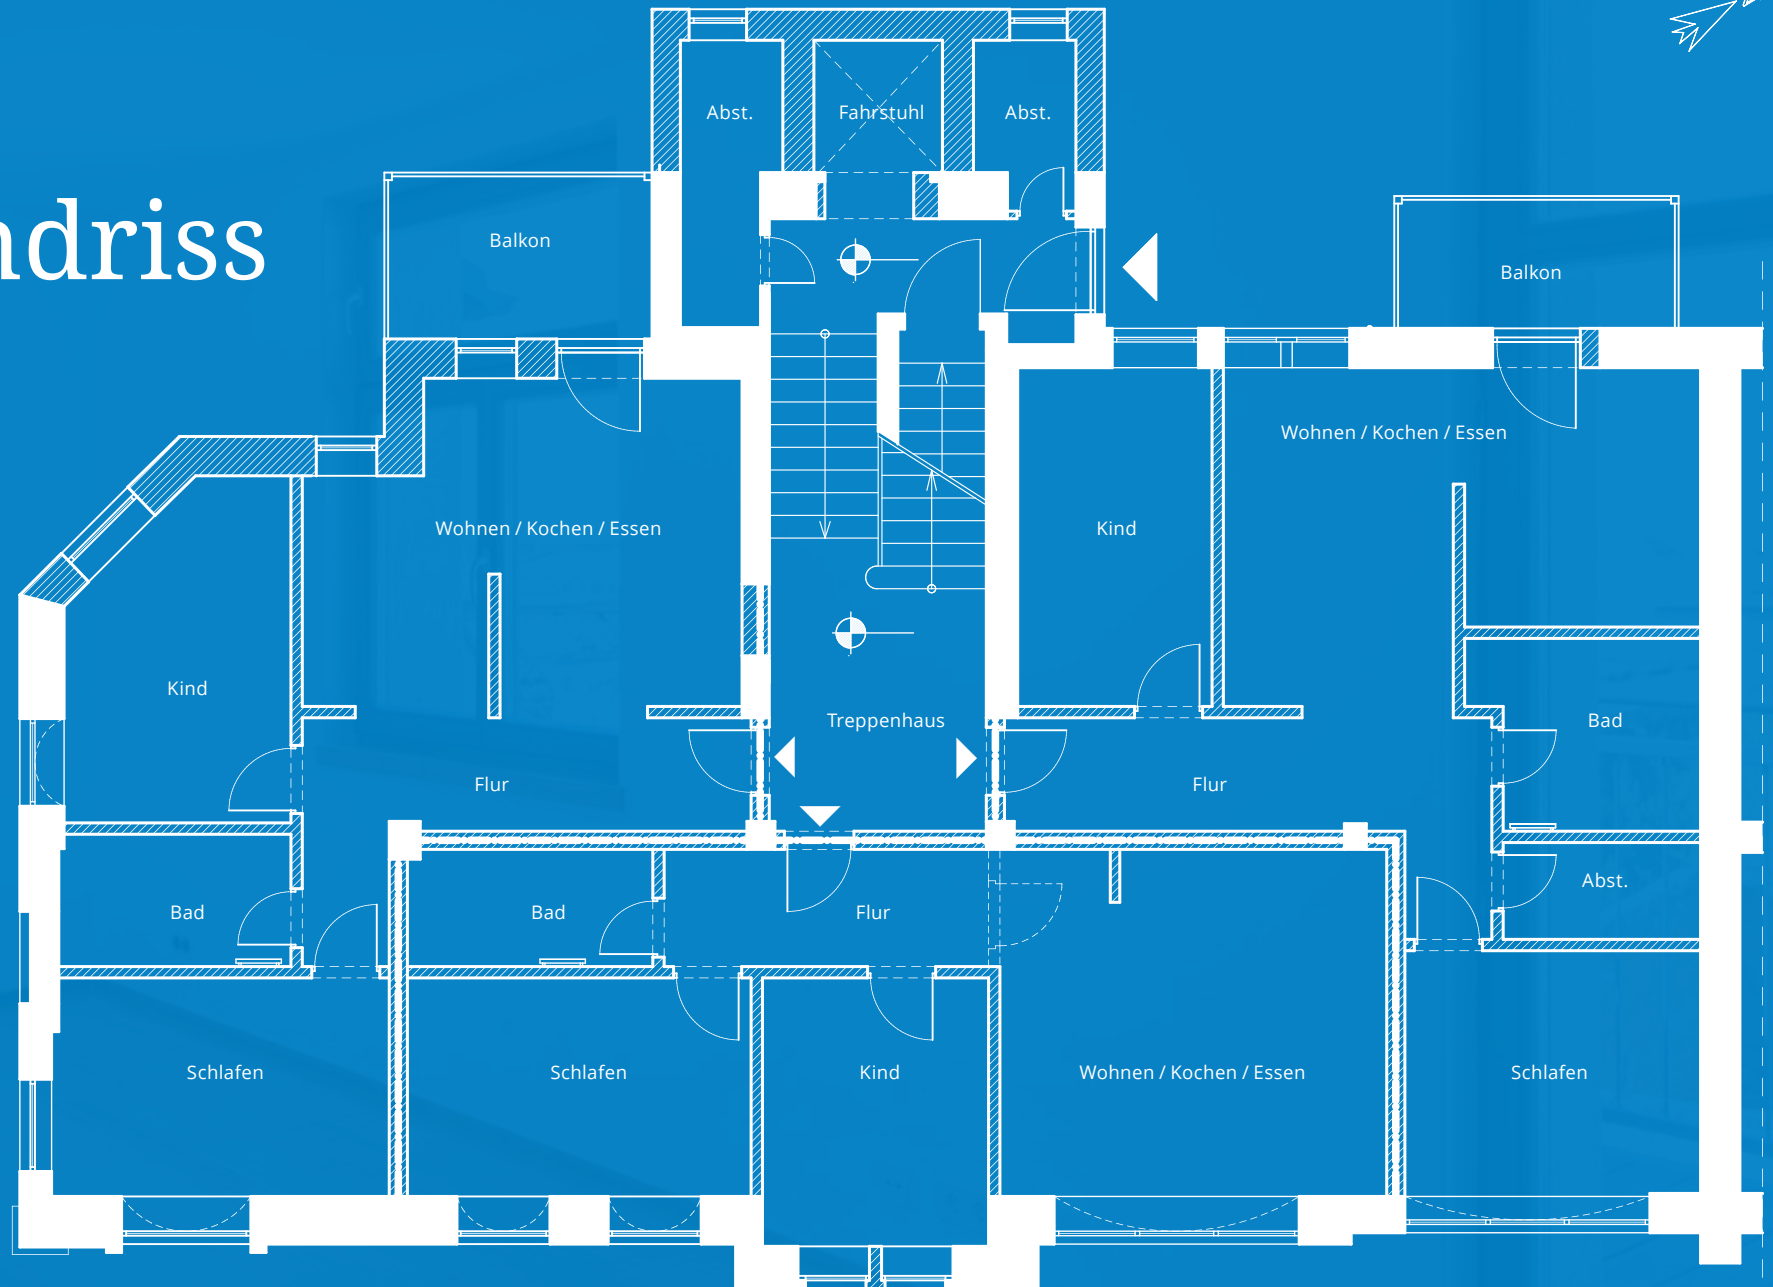 ndriss
Abst.
Fahrstuhl
Abst.
Balkon
Balkon
Wohnen / Kochen / Essen
Wohnen / Kochen / Essen
Kind
Kind
Treppenhaus
Bad
Flur
Flur
Abst.
Bad
Bad
Flur
Schlafen
Schlafen
Kind
Wohnen / Kochen / Essen
Schlafen